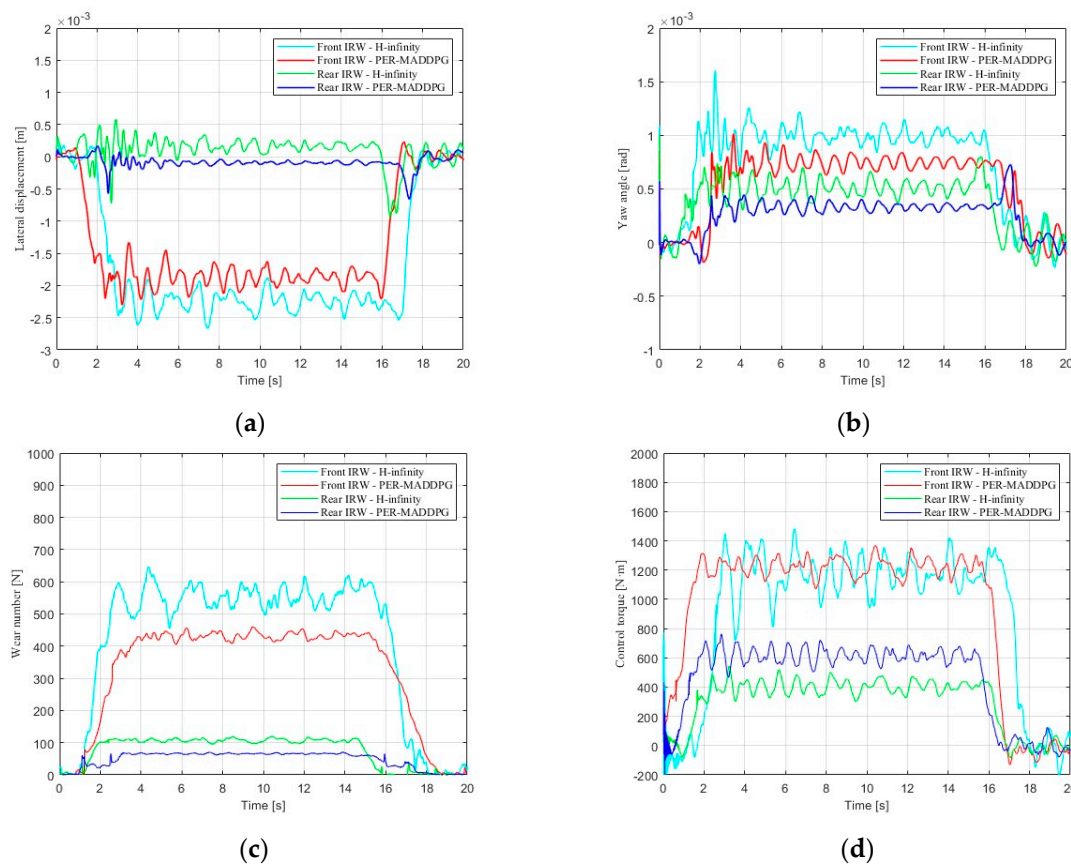 × 10⁻³
2
1.5
1
0.5
0
-0.5
-1
-1.5
-2
-2.5
-3
Lateral displacement [m]
Front IRW - H-infinity
Front IRW - PER-MADDPG
Rear IRW - H-infinity
Rear IRW - PER-MADDPG
0 2 4 6 8 10 12 14 16 18 20
Time [s]
(a)
× 10⁻³
2
1.5
1
0.5
0
-0.5
-1
Yaw angle [rad]
Front IRW - H-infinity
Front IRW - PER-MADDPG
Rear IRW - H-infinity
Rear IRW - PER-MADDPG
0 2 4 6 8 10 12 14 16 18 20
Time [s]
(b)
1000
900
800
700
600
500
400
300
200
100
0
Wear number [N]
Front IRW - H-infinity
Front IRW - PER-MADDPG
Rear IRW - H-infinity
Rear IRW - PER-MADDPG
0 2 4 6 8 10 12 14 16 18 20
Time [s]
(c)
2000
1800
1600
1400
1200
1000
800
600
400
200
0
-200
Control torque [N·m]
Front IRW - H-infinity
Front IRW - PER-MADDPG
Rear IRW - H-infinity
Rear IRW - PER-MADDPG
0 2 4 6 8 10 12 14 16 18 20
Time [s]
(d)